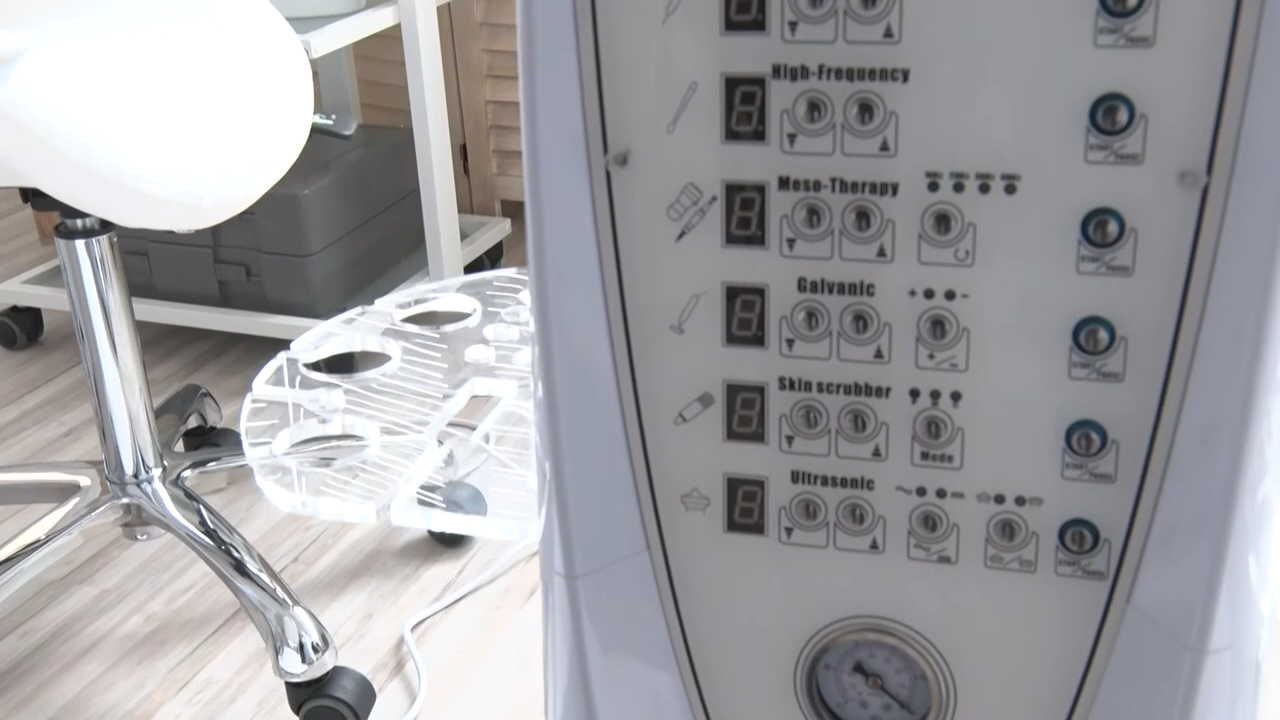 High-Frequency
Meso-Therapy
Galvanic
+ -
+/-
Skin scrubber
Mode
Ultrasonic